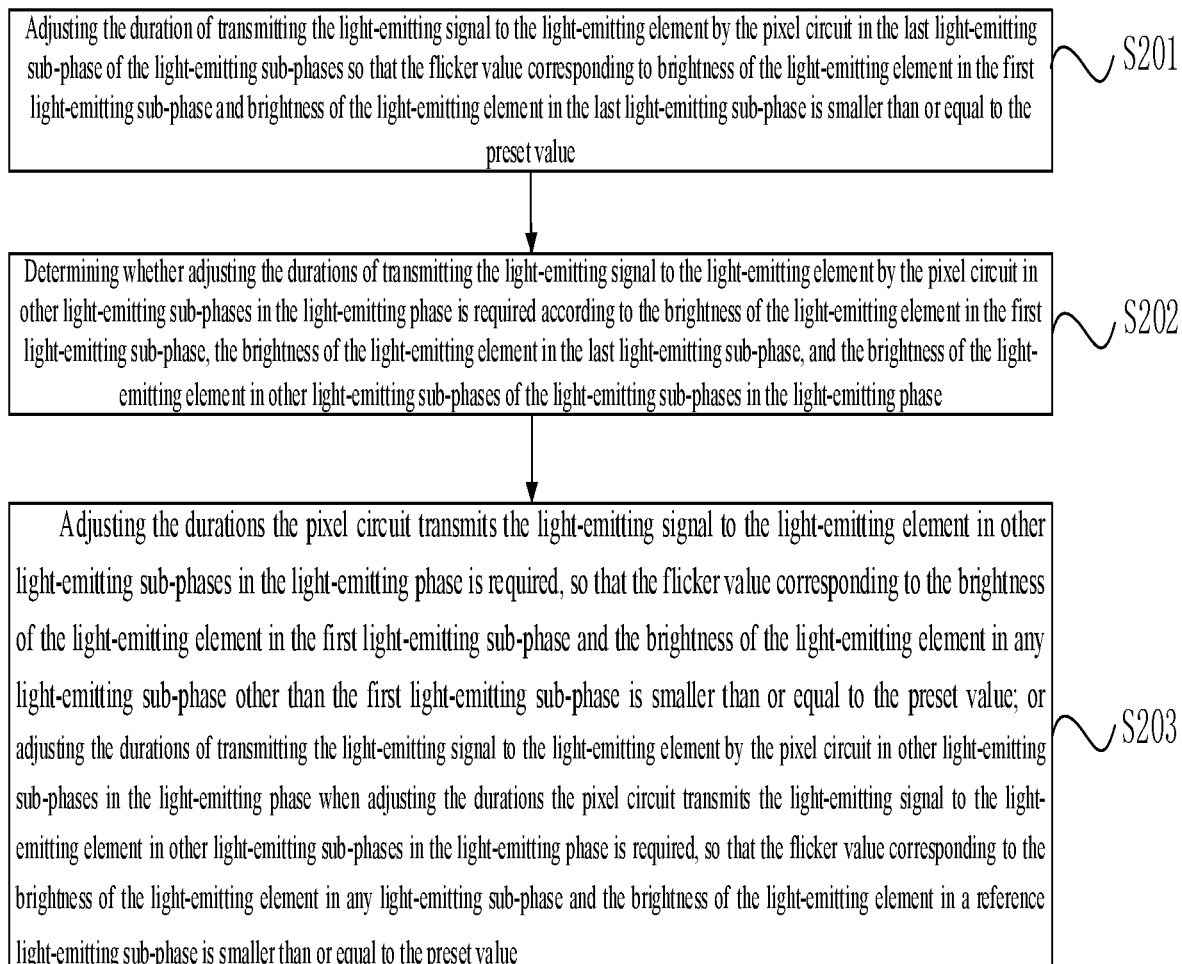 Adjusting the duration of transmitting the light-emitting signal to the light-emitting element by the pixel circuit in the last light-emitting
sub-phase of the light-emitting sub-phases so that the flicker value corresponding to brightness of the light-emitting element in the first
light-emitting sub-phase and brightness of the light-emitting element in the last light-emitting sub-phase is smaller than or equal to the
preset value
S201
Determining whether adjusting the durations of transmitting the light-emitting signal to the light-emitting element by the pixel circuit in
other light-emitting sub-phases in the light-emitting phase is required according to the brightness of the light-emitting element in the first
light-emitting sub-phase, the brightness of the light-emitting element in the last light-emitting sub-phase, and the brightness of the light-
emitting element in other light-emitting sub-phases of the light-emitting sub-phases in the light-emitting phase
S202
Adjusting the durations the pixel circuit transmits the light-emitting signal to the light-emitting element in other
light-emitting sub-phases in the light-emitting phase is required, so that the flicker value corresponding to the brightness
of the light-emitting element in the first light-emitting sub-phase and the brightness of the light-emitting element in any
light-emitting sub-phase other than the first light-emitting sub-phase is smaller than or equal to the preset value; or
adjusting the durations of transmitting the light-emitting signal to the light-emitting element by the pixel circuit in other light-emitting
sub-phases in the light-emitting phase when adjusting the durations the pixel circuit transmits the light-emitting signal to the light-
emitting element in other light-emitting sub-phases in the light-emitting phase is required, so that the flicker value corresponding to the
brightness of the light-emitting element in any light-emitting sub-phase and the brightness of the light-emitting element in a reference
light-emitting sub-phase is smaller than or equal to the preset value
S203